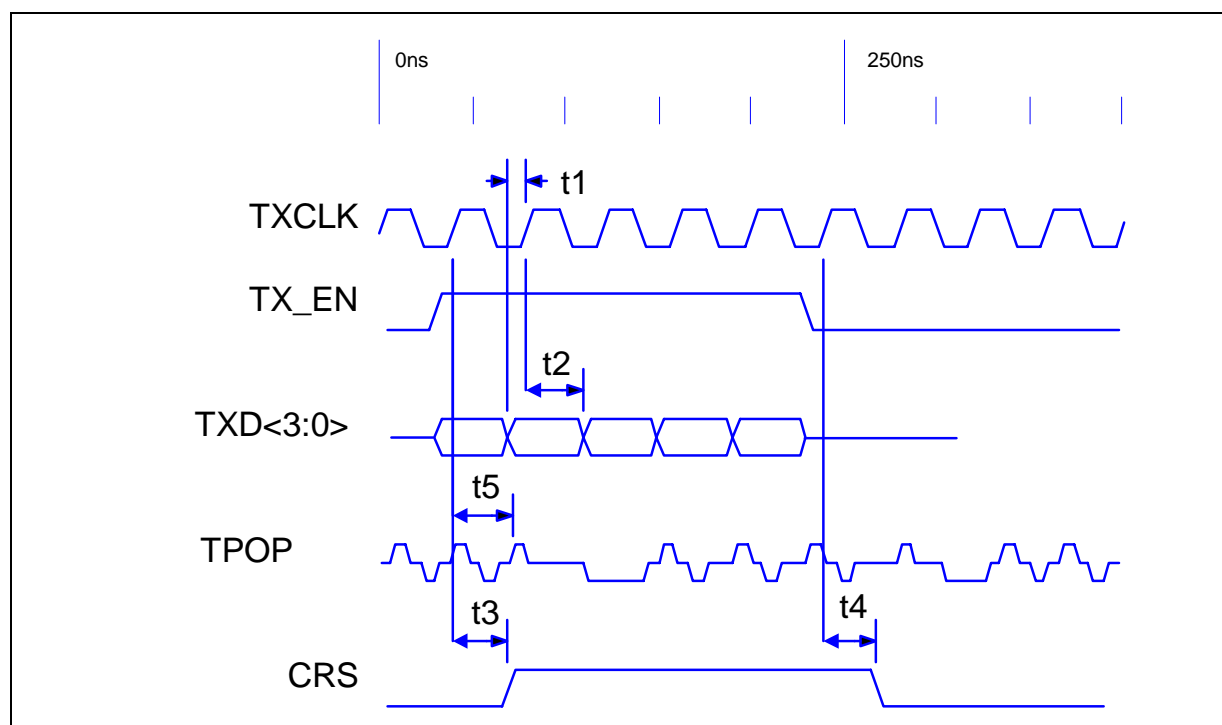 0ns 250ns
t1
TXCLK
TX_EN
t2
TXD<3:0>
t5
TPOP
t3 t4
CRS